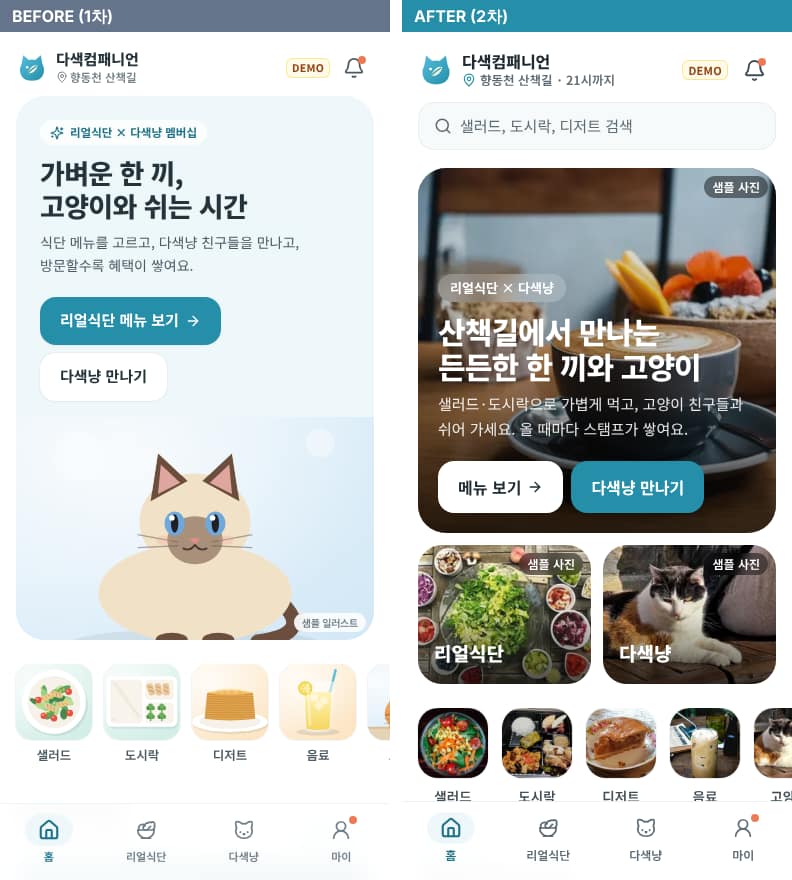 BEFORE (1차)
다색컴패니언
향동천 산책길
DEMO
리얼식단 × 다색냥 멤버십
가벼운 한 끼,
고양이와 쉬는 시간
식단 메뉴를 고르고, 다색냥 친구들을 만나고,
방문할수록 혜택이 쌓여요.
리얼식단 메뉴 보기 →
다색냥 만나기
샘플 일러스트
샐러드
도시락
디저트
음료
홈
리얼식단
다색냥
마이
AFTER (2차)
다색컴패니언
향동천 산책길 · 21시까지
DEMO
샐러드, 도시락, 디저트 검색
샘플 사진
리얼식단 × 다색냥
산책길에서 만나는
든든한 한 끼와 고양이
샐러드·도시락으로 가볍게 먹고, 고양이 친구들과
쉬어 가세요. 올 때마다 스탬프가 쌓여요.
메뉴 보기 →
다색냥 만나기
샘플 사진
리얼식단
샘플 사진
다색냥
샐러드
도시락
디저트
음료
고양
홈
리얼식단
다색냥
마이